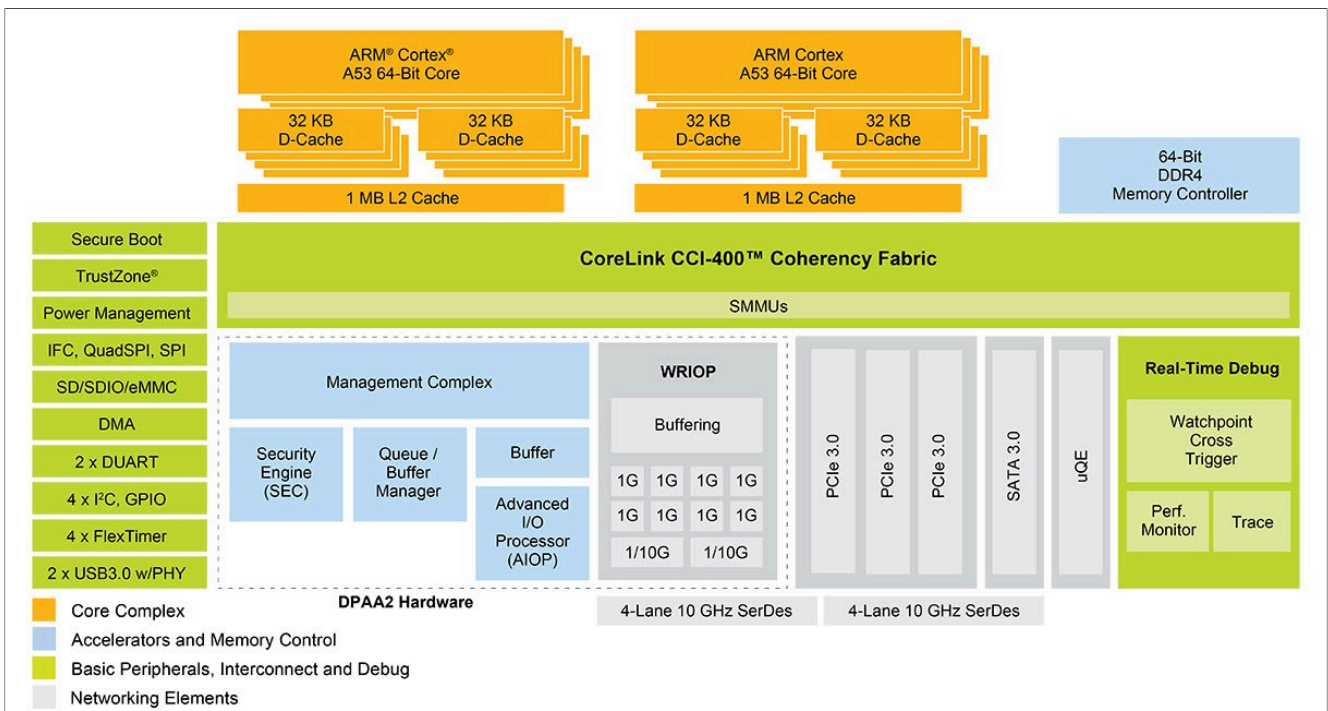 ARM® Cortex®
A53 64-Bit Core
32 KB
D-Cache
32 KB
D-Cache
1 MB L2 Cache
ARM Cortex
A53 64-Bit Core
32 KB
D-Cache
32 KB
D-Cache
1 MB L2 Cache
64-Bit
DDR4
Memory Controller
Secure Boot
TrustZone®
Power Management
IFC, QuadSPI, SPI
SD/SDIO/eMMC
DMA
2 x DUART
4 x I²C, GPIO
4 x FlexTimer
2 x USB3.0 w/PHY
CoreLink CCI-400™ Coherency Fabric
SMMUs
Management Complex
Security
Engine
(SEC)
Queue /
Buffer
Manager
Buffer
Advanced
I/O
Processor
(AIOP)
DPAA2 Hardware
WRIOP
Buffering
1G 1G 1G 1G
1G 1G 1G 1G
1/10G 1/10G
PCIe 3.0
PCIe 3.0
PCIe 3.0
SATA 3.0
uQE
Real-Time Debug
Watchpoint
Cross
Trigger
Perf.
Monitor
Trace
4-Lane 10 GHz SerDes
4-Lane 10 GHz SerDes
Core Complex
Accelerators and Memory Control
Basic Peripherals, Interconnect and Debug
Networking Elements